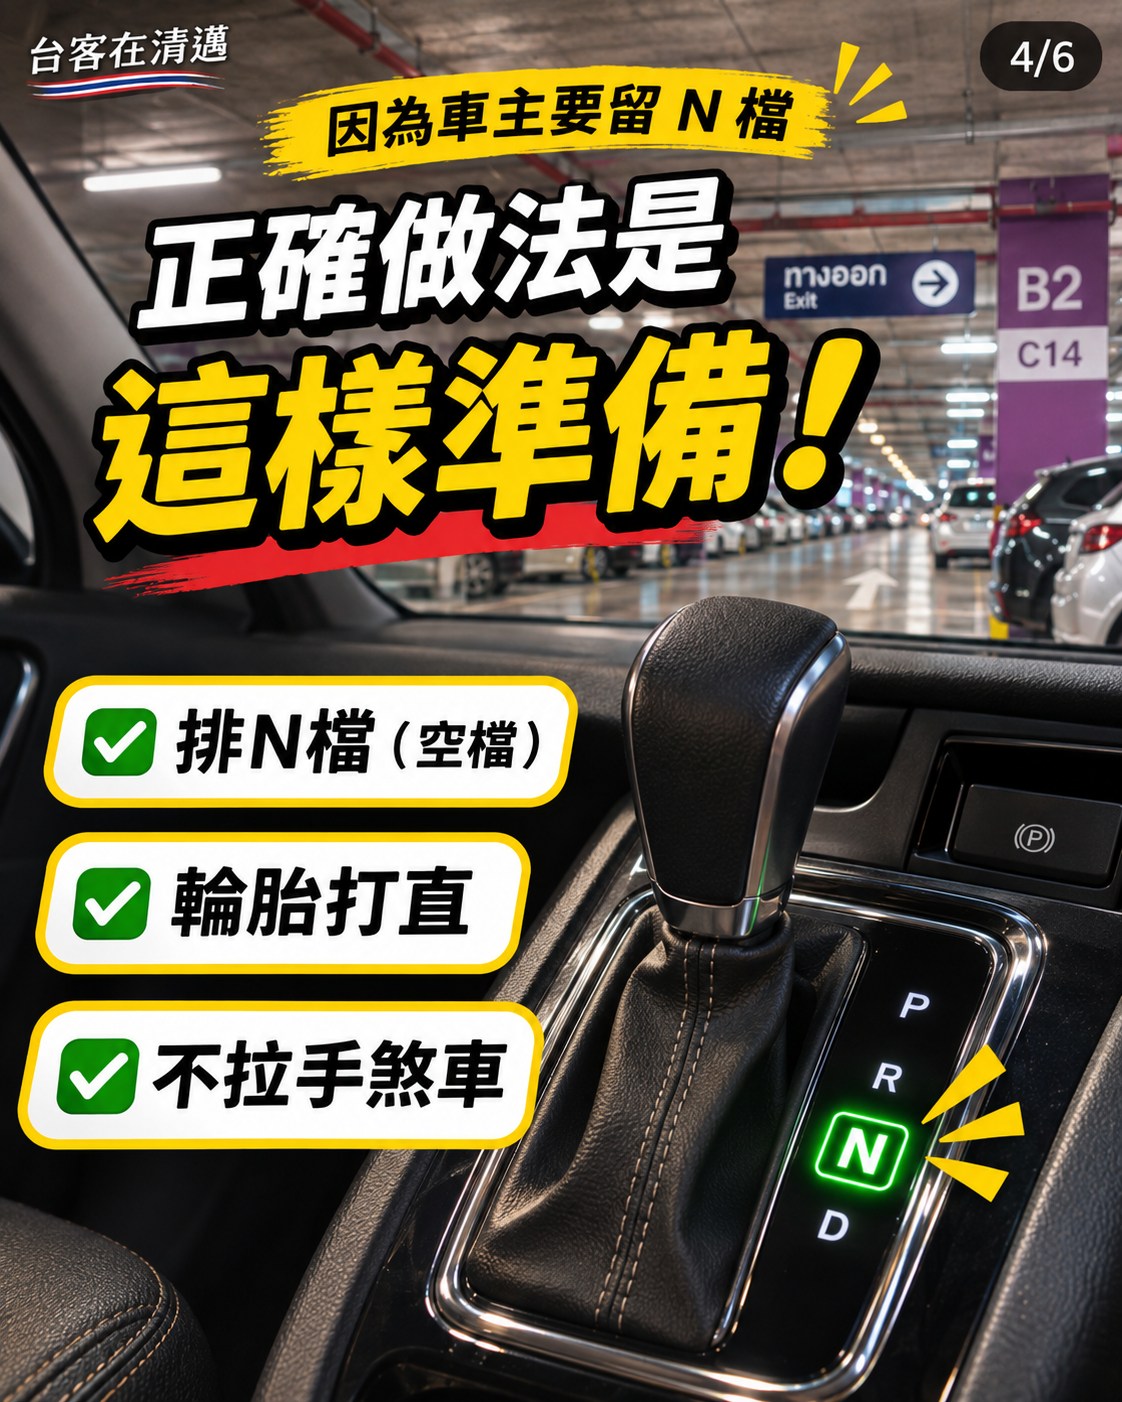 台客在清邁
4/6
因為車主要留 N 檔
正確做法是
這樣準備!
ทางออก
Exit
B2
C14
✅ 排N檔(空檔)
✅ 輪胎打直
✅ 不拉手煞車
P
P
R
N
D